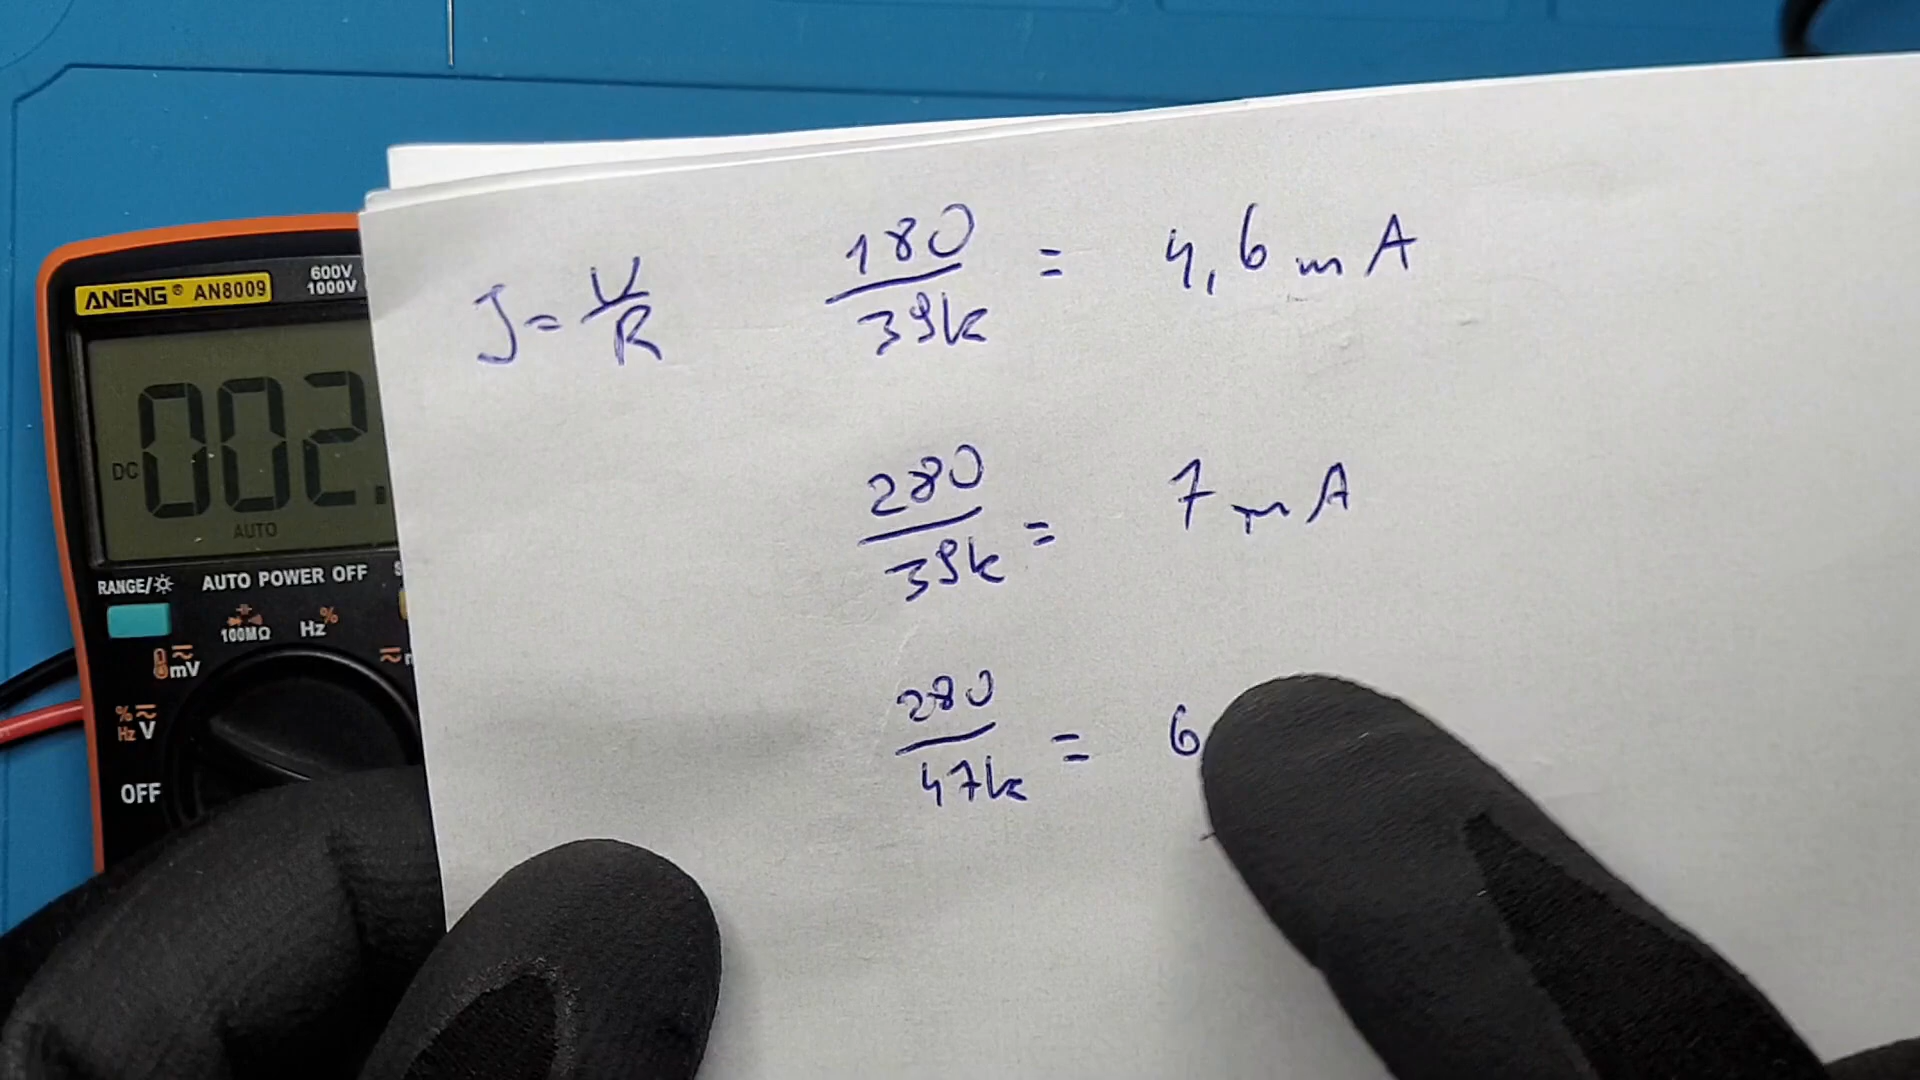 J = U/R
180/39k = 4,6 mA
280/39k = 7 mA
280/47k = 6
ANENG® AN8009
600V
1000V
DC
002.
AUTO
RANGE/
AUTO POWER OFF
100MΩ
Hz%
mV
%
Hz V
OFF